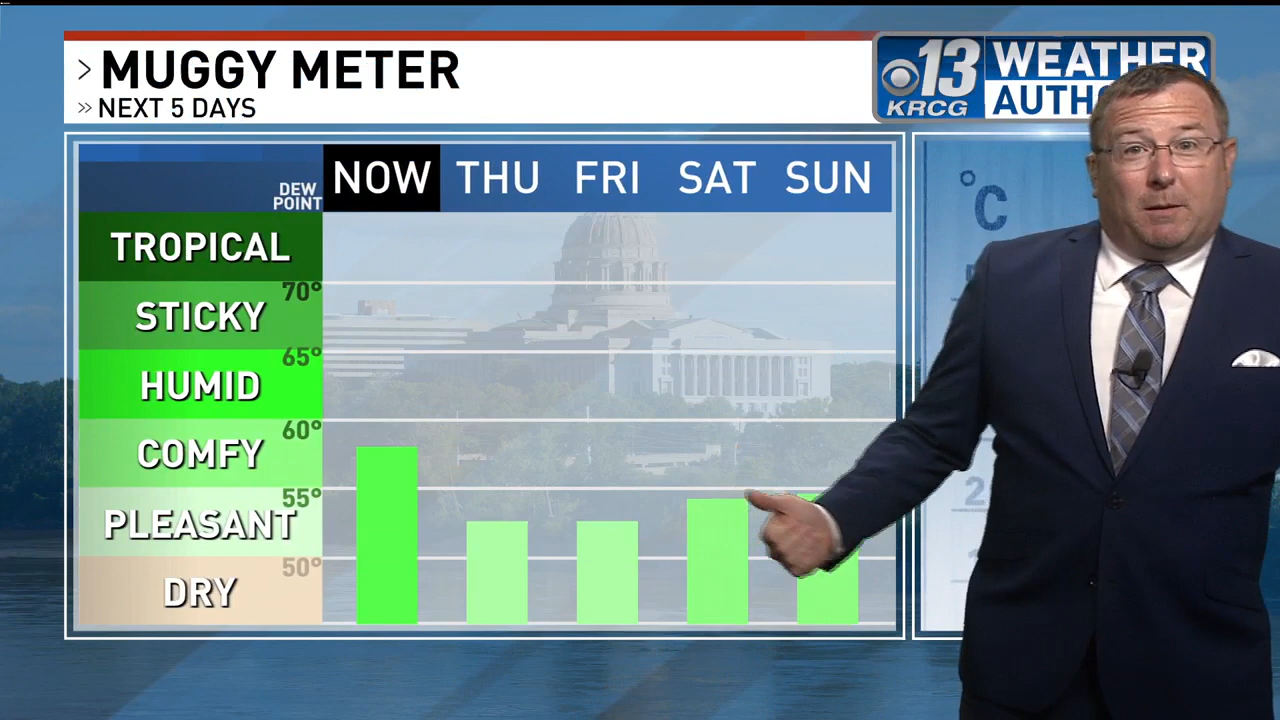 > MUGGY METER
>> NEXT 5 DAYS
13
KRCG
WEATHER
DEW
POINT
NOW THU FRI SAT SUN
TROPICAL
70°
STICKY
65°
HUMID
60°
COMFY
55°
PLEASANT
50°
DRY
°C